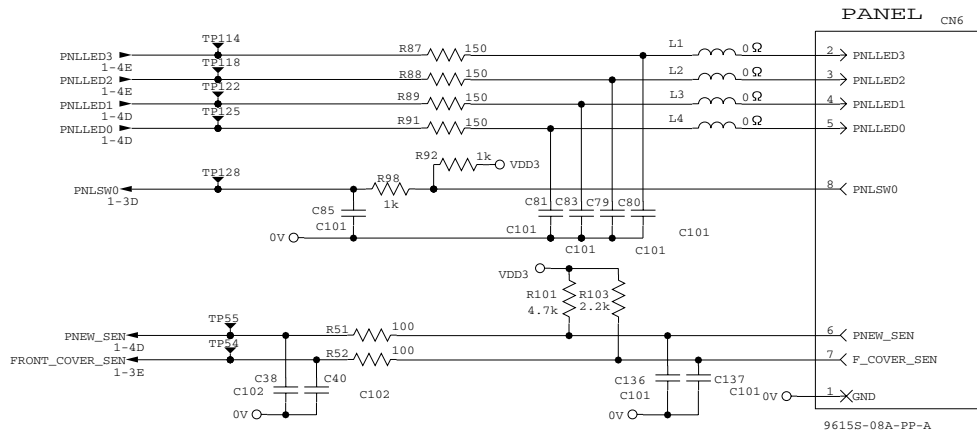 PANEL CN6
TP114
PNLLED3 R87 150 L1 0Ω 2 PNLLED3
1-4E TP118
PNLLED2 R88 150 L2 0Ω 3 PNLLED2
1-4E TP122
PNLLED1 R89 150 L3 0Ω 4 PNLLED1
1-4D TP125
PNLLED0 R91 150 L4 0Ω 5 PNLLED0
1-4D
R92 1k VDD3
TP128 R98
PNLSW0 8 PNLSW0
1-3D 1k
C85 C81 C83 C79 C80
C101 C101 C101 C101 C101
0V
VDD3
R101 R103
4.7k 2.2k
TP55 R51 100
PNEW_SEN 6 PNEW_SEN
1-4D TP54 R52 100
FRONT_COVER_SEN 7 F_COVER_SEN
1-3E
C38 C40 C136 C137
C102 C102 C101 C101 0V 1 GND
0V 0V
9615S-08A-PP-A